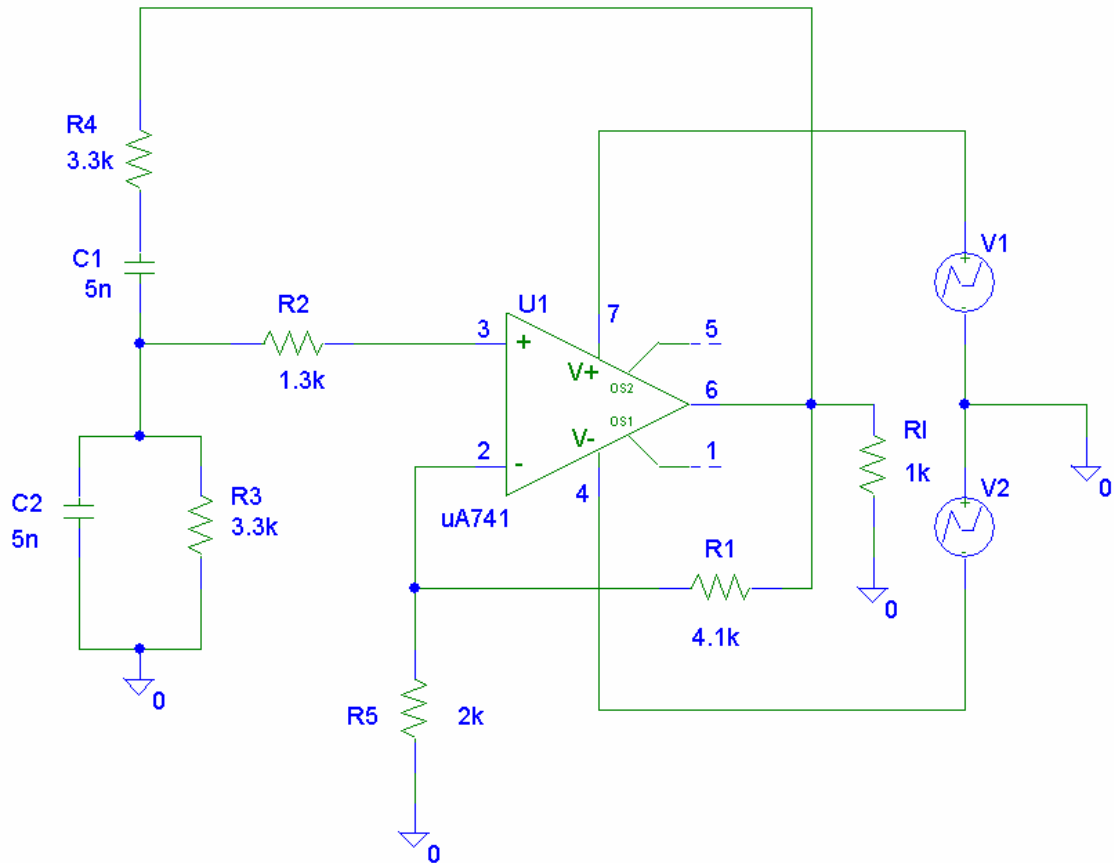 R4
3.3k
C1
5n
R2
1.3k
U1
3
+
7
V+
OS2
5
6
OS1
V-
1
2
-
4
uA741
V1
+
-
Rl
1k
0
V2
+
-
0
C2
5n
R3
3.3k
0
R1
4.1k
R5
2k
0